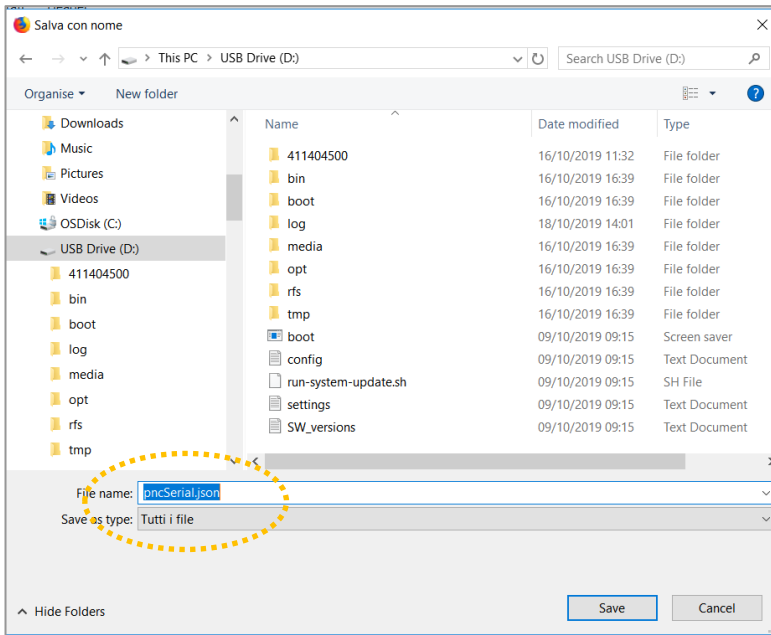 Salva con nome
This PC > USB Drive (D:)
Search USB Drive (D:)
Organise
New folder
Downloads
Music
Pictures
Videos
OSDisk (C:)
USB Drive (D:)
411404500
bin
boot
log
media
opt
rfs
tmp
Name Date modified Type
411404500 16/10/2019 11:32 File folder
bin 16/10/2019 16:39 File folder
boot 16/10/2019 16:39 File folder
log 18/10/2019 14:01 File folder
media 16/10/2019 16:39 File folder
opt 16/10/2019 16:39 File folder
rfs 16/10/2019 16:39 File folder
tmp 16/10/2019 16:39 File folder
boot 09/10/2019 09:15 Screen saver
config 09/10/2019 09:15 Text Document
run-system-update.sh 09/10/2019 09:15 SH File
settings 09/10/2019 09:15 Text Document
SW_versions 09/10/2019 09:15 Text Document
File name: pncSerial.json
Save as type: Tutti i file
Hide Folders
Save
Cancel